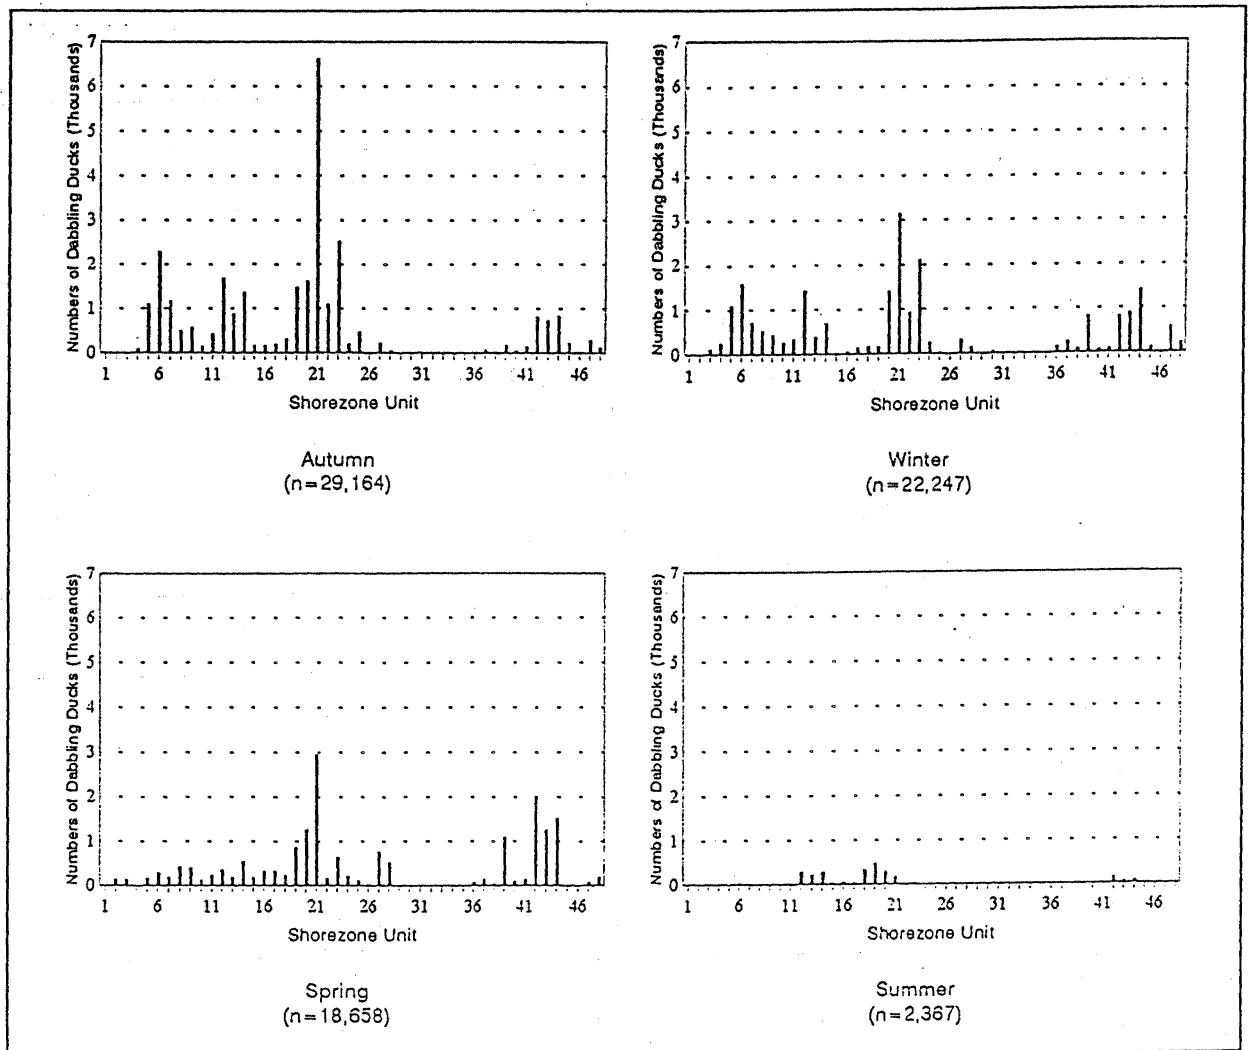 Numbers of Dabbling Ducks (Thousands)
7
6
5
4
3
2
1
0
1 6 11 16 21 26 31 36 41 46
Shorezone Unit
Autumn
(n=29,164)
Numbers of Dabbling Ducks (Thousands)
7
6
5
4
3
2
1
0
1 6 11 16 21 26 31 36 41 46
Shorezone Unit
Winter
(n=22,247)
Numbers of Dabbling Ducks (Thousands)
7
6
5
4
3
2
1
0
1 6 11 16 21 26 31 36 41 46
Shorezone Unit
Spring
(n=18,658)
Numbers of Dabbling Ducks (Thousands)
7
6
5
4
3
2
1
0
1 6 11 16 21 26 31 36 41 46
Shorezone Unit
Summer
(n=2,367)